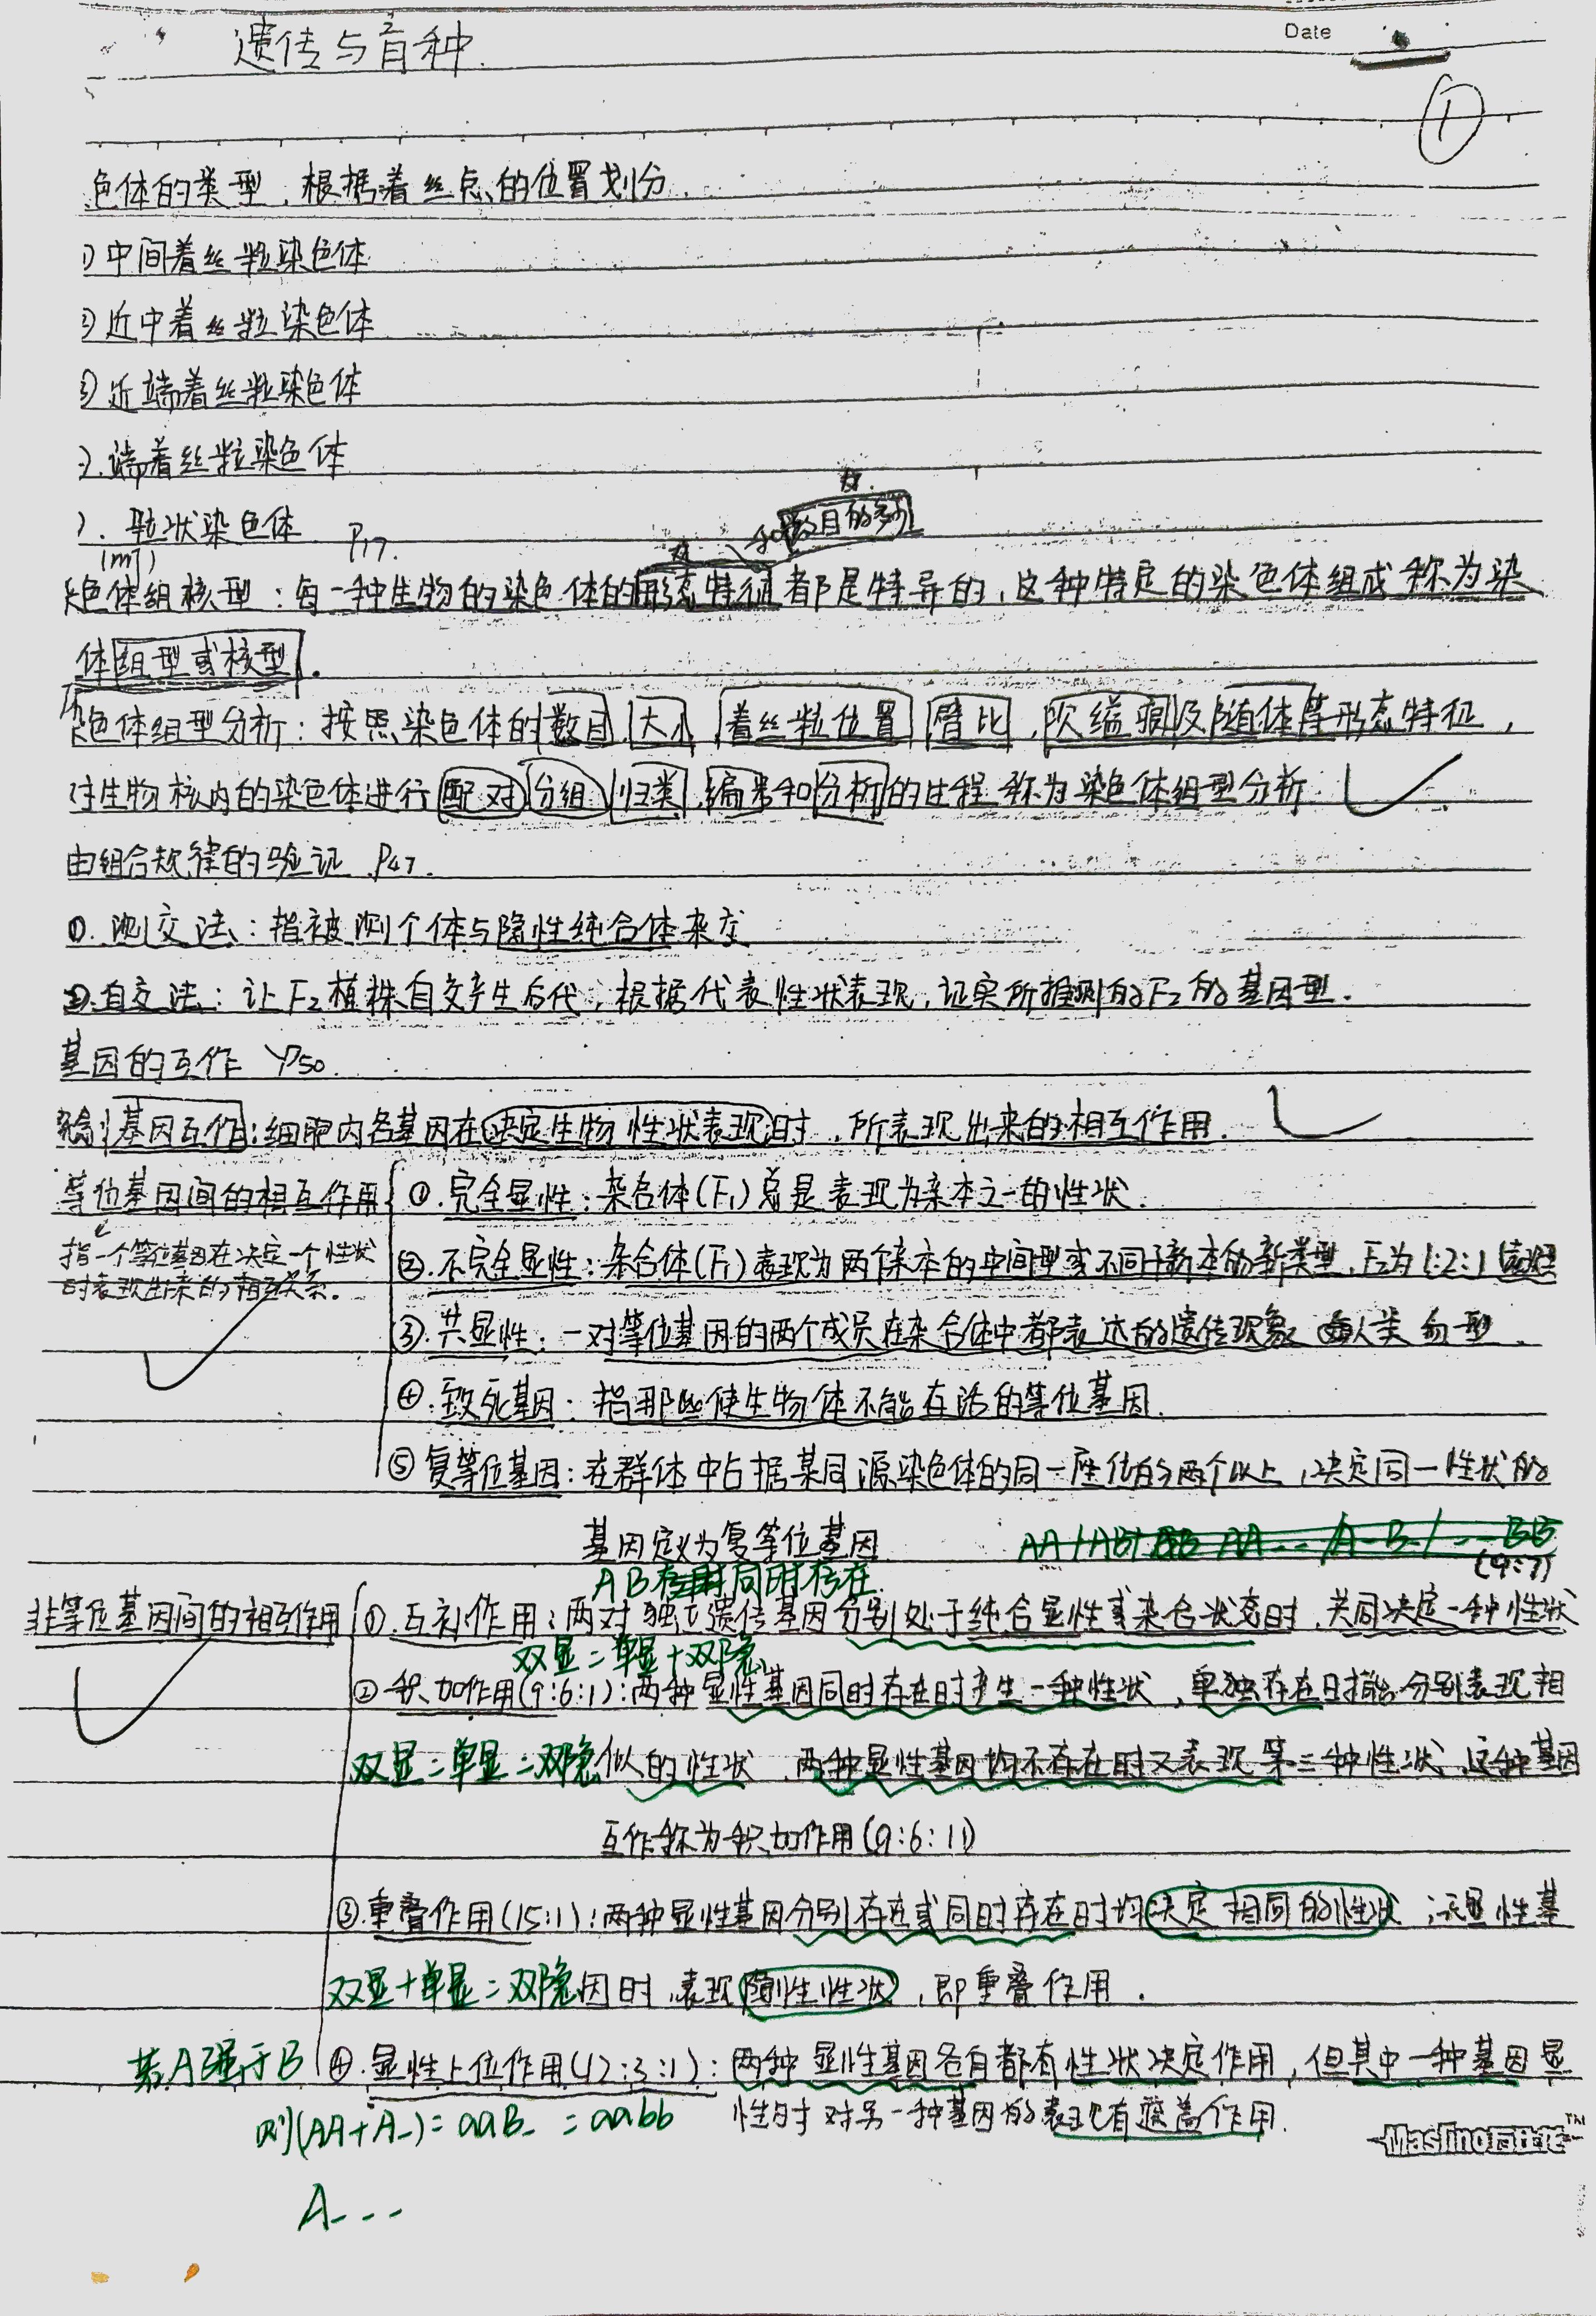 遗传与育种.
Date
①
色体的类型,根据着丝点的位置划分.
1)中间着丝粒染色体
2)近中着丝粒染色体
3)近端着丝粒染色体
2.端着丝粒染色体
).粒状染色体 P17.
(m7)
和数目的
色体组核型:每一种生物的染色体的形态特征都是特异的,这种特定的染色体组成称为染
体组型或核型.
色体组型分析:按照染色体的数目,大小,着丝粒位置,臂比,次缢痕及随体等形态特征,
对生物核内的染色体进行配对,分组,归类,编号和分析的过程称为染色体组型分析.
由组合规律的验证.P47.
①.测交法:指被测个体与隐性纯合体杂交
②.自交法:让F₂植株自交产生后代,根据代表性状表现,证实所推测的F₂的基因型.
基因的互作 P50.
基因互作:细胞内各基因在决定生物性状表现时,所表现出来的相互作用.
等位基因间的相互作用
指一个等位基因在决定一个性状
时表现出来的相互关系.
①.完全显性:杂合体(F₁)总是表现为亲本之一的性状.
②.不完全显性:杂合体(F₁)表现为两个亲本的中间型或不同于亲本的新类型,F₂为1:2:1
③.共显性:一对等位基因的两个成员在杂合体中都表达的遗传现象 人类血型.
④.致死基因:指那些使生物体不能存活的等位基因.
⑤复等位基因:在群体中占据某同源染色体的同一座位的两个以上,决定同一性状的
基因定义为复等位基因.
(9:7)
AB 同时存在.
非等位基因间的相互作用
①.互补作用:两对独立遗传基因分别处于纯合显性或杂合状态时,共同决定一种性状
双显:单显+双隐
②积加作用(9:6:1):两种显性基因同时存在时产生一种性状,单独存在时能分别表现相
双显:单显:双隐 似的性状,两种显性基因均不存在时又表现第三种性状,这种基因
互作称为积加作用(9:6:1)
③.重叠作用(15:1):两种显性基因分别存在或同时存在时均决定相同的性状;无显性基
双显+单显:双隐 因时,表现隐性性状,即重叠作用.
若A强于B ④.显性上位作用(12:3:1):两种显性基因各自都有性状决定作用,但其中一种基因显
则(AA+A_)=aaB_=aabb 性时对另一种基因的表现有遮盖作用.
A---